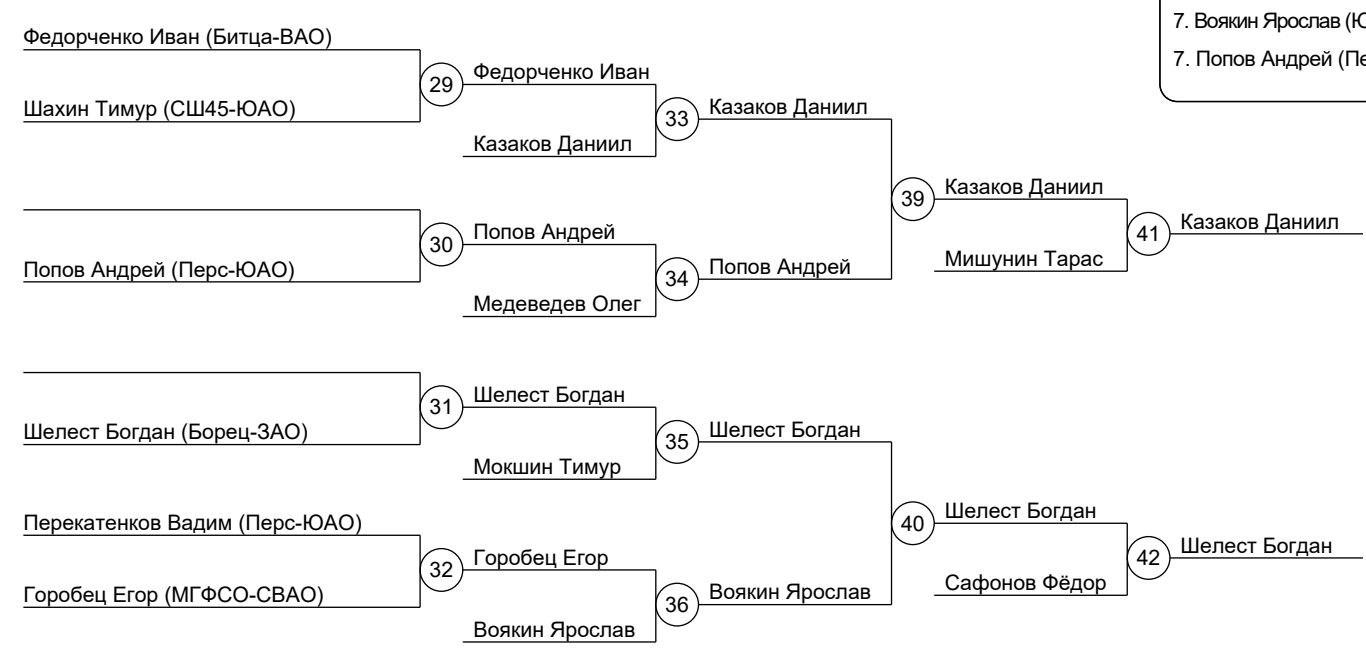 7. Воякин Ярослав (Ю
7. Попов Андрей (Пе
Федорченко Иван (Битца-ВАО)
Шахин Тимур (СШ45-ЮАО)
29
Федорченко Иван
Казаков Даниил
33
Казаков Даниил
39
Казаков Даниил
Мишунин Тарас
41
Казаков Даниил
30
Попов Андрей (Перс-ЮАО)
Попов Андрей
Медеведев Олег
34
Попов Андрей
31
Шелест Богдан (Борец-ЗАО)
Шелест Богдан
Мокшин Тимур
35
Шелест Богдан
40
Шелест Богдан
Сафонов Фёдор
42
Шелест Богдан
Перекатенков Вадим (Перс-ЮАО)
Горобец Егор (МГФСО-СВАО)
32
Горобец Егор
Воякин Ярослав
36
Воякин Ярослав